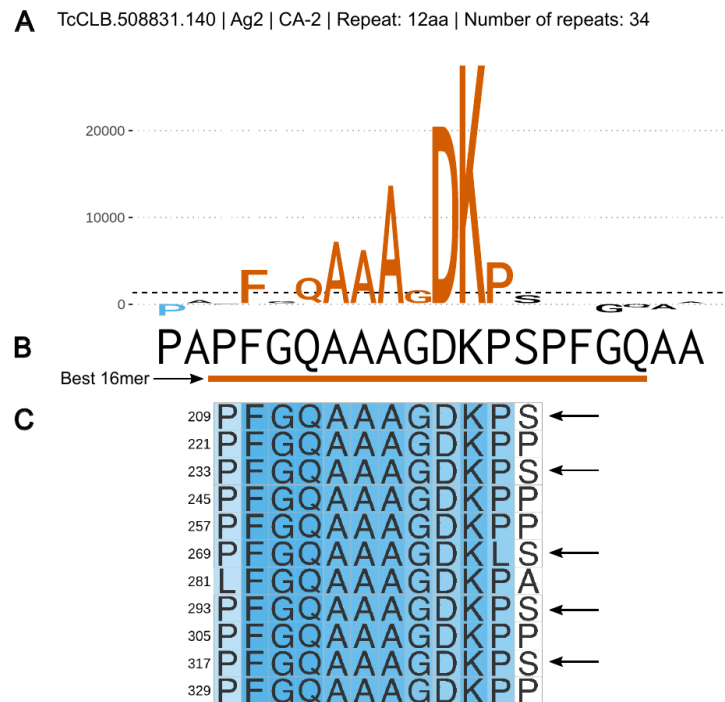 A TcCLB.508831.140 | Ag2 | CA-2 | Repeat: 12aa | Number of repeats: 34
20000
10000
0
P A F Q A A A G D K P S G Q A A
B PAPFGQAAAGDKPSPFGQAA
Best 16mer
C
209 PFGQAAAGDKPS
221 PFGQAAAGDKPP
233 PFGQAAAGDKPS
245 PFGQAAAGDKPP
257 PFGQAAAGDKPP
269 PFGQAAAGDKLS
281 LFGQAAAGDKPA
293 PFGQAAAGDKPS
305 PFGQAAAGDKPP
317 PFGQAAAGDKPS
329 PFGQAAAGDKPP